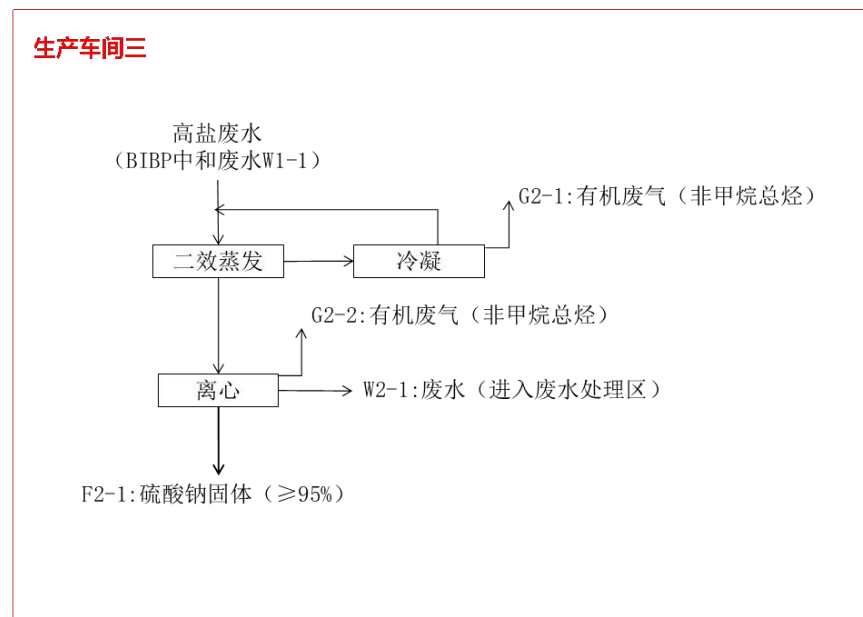 生产车间三
高盐废水
（BIBP中和废水W1-1）
G2-1:有机废气（非甲烷总烃）
二效蒸发
冷凝
G2-2:有机废气（非甲烷总烃）
离心
W2-1:废水（进入废水处理区）
F2-1:硫酸钠固体（≥95%）